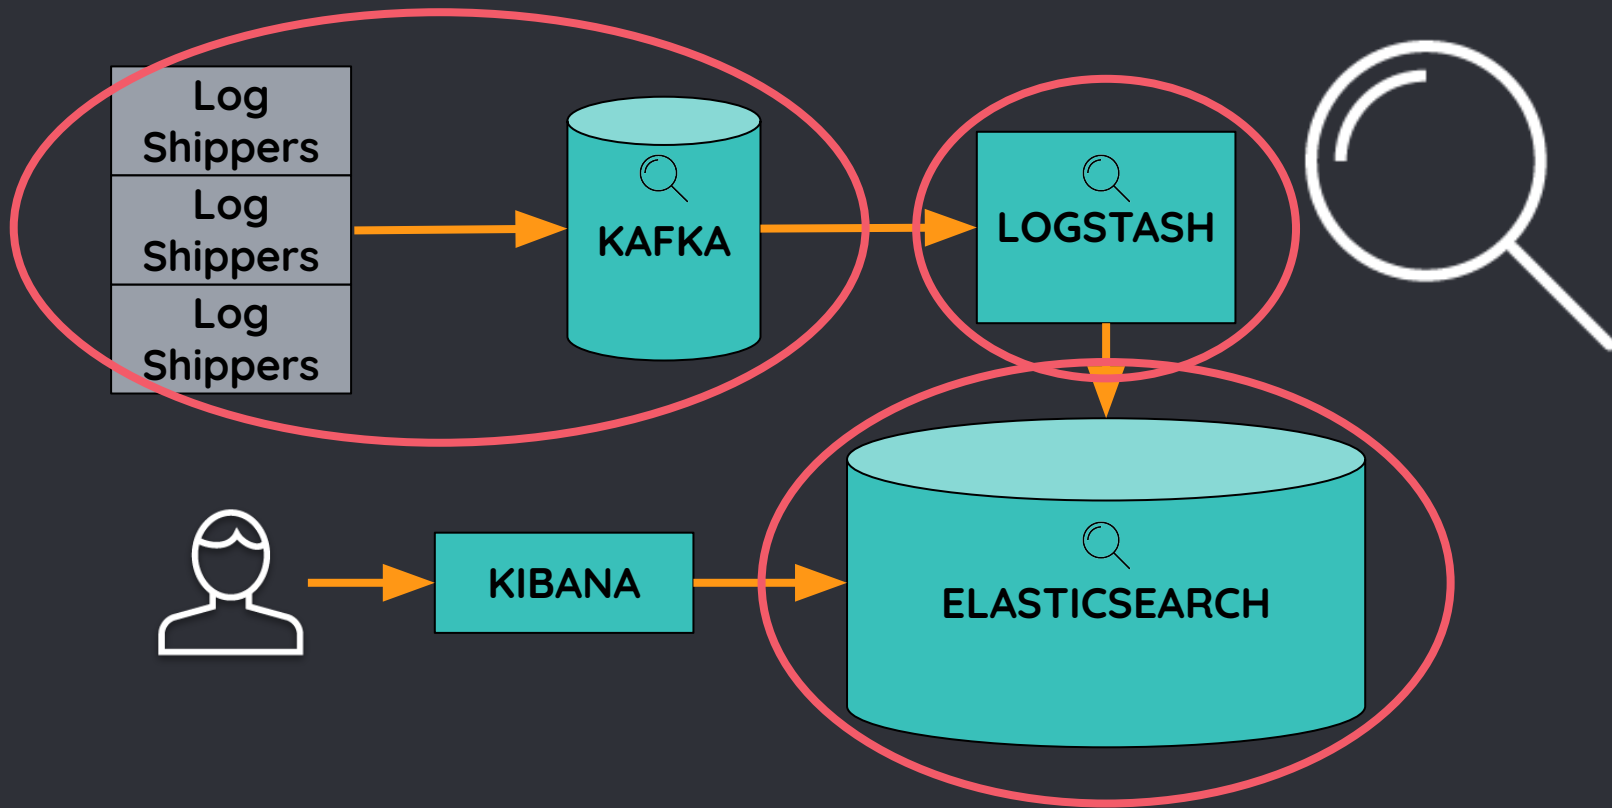 Log
Shippers
Log
Shippers
Log
Shippers
KAFKA
LOGSTASH
KIBANA
ELASTICSEARCH